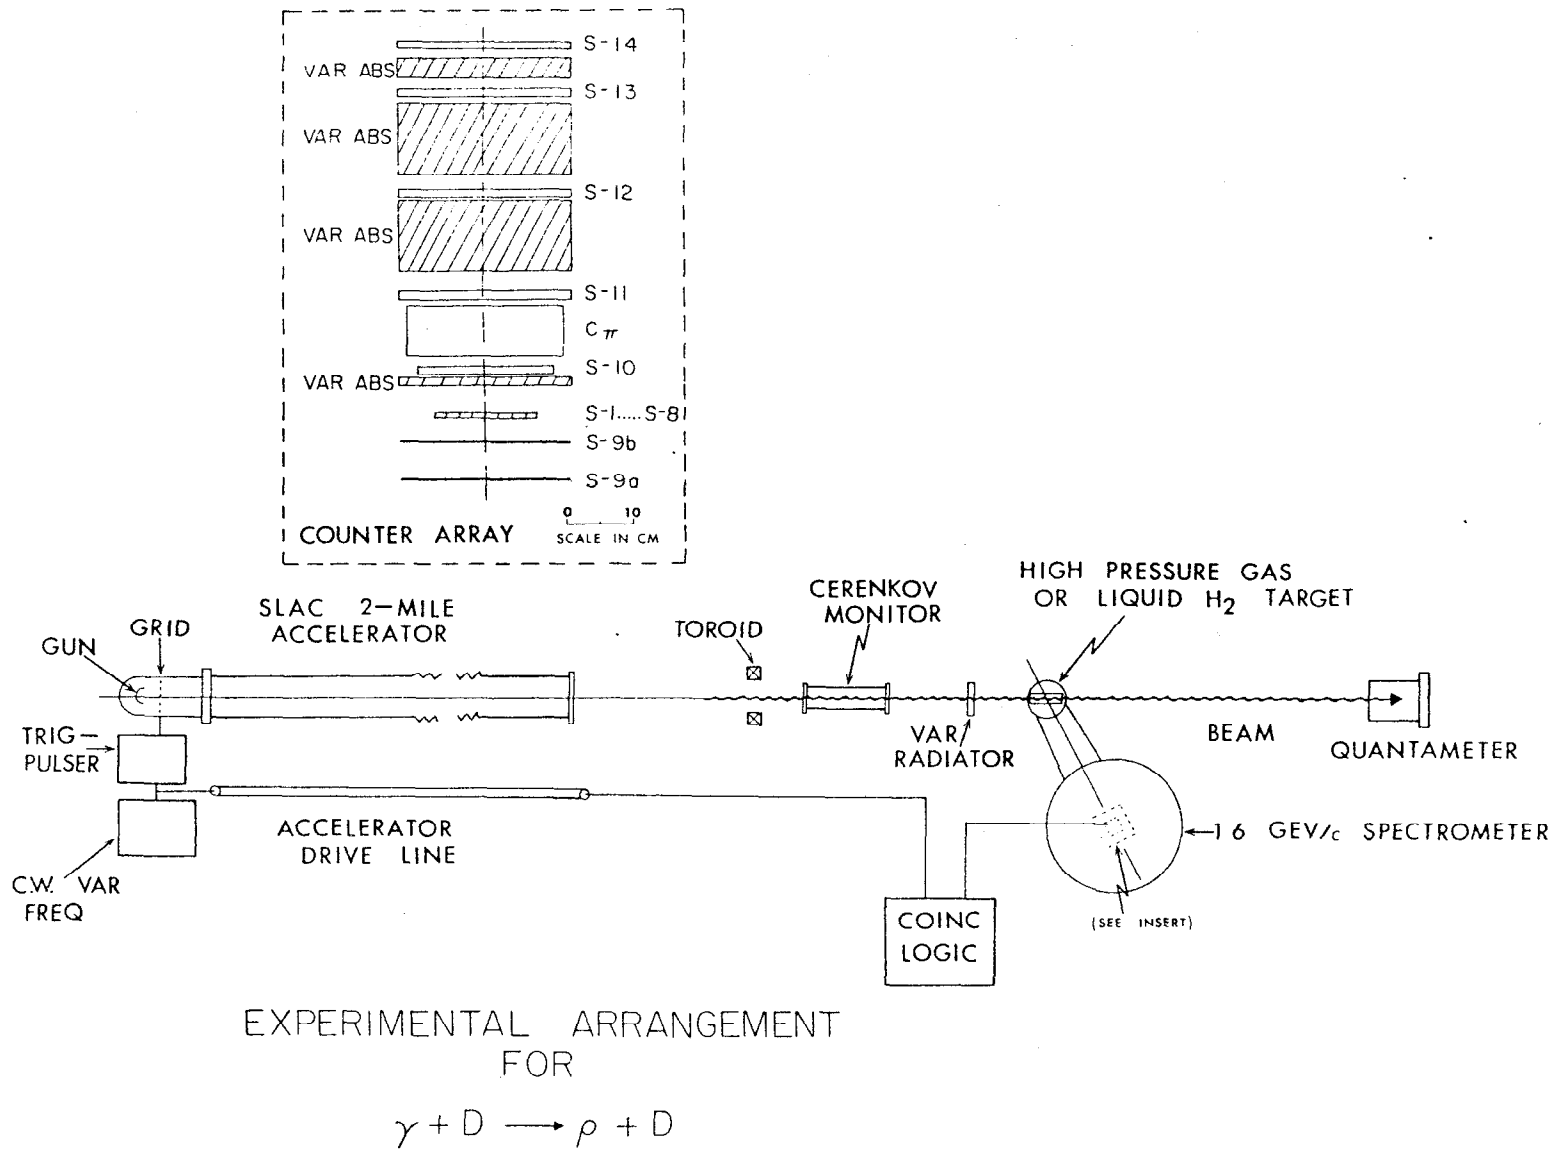 S-14
VAR ABS
S-13
VAR ABS
S-12
VAR ABS
S-11
Cπ
S-10
VAR ABS
S-1.....S-8
S-9b
S-9a
0 10
COUNTER ARRAY
SCALE IN CM
SLAC 2-MILE
ACCELERATOR
GRID
GUN
TRIG-
PULSER
C.W. VAR
FREQ
ACCELERATOR
DRIVE LINE
TOROID
CERENKOV
MONITOR
VAR
RADIATOR
HIGH PRESSURE GAS
OR LIQUID H2 TARGET
BEAM
QUANTAMETER
1 6 GEV/c SPECTROMETER
(SEE INSERT)
COINC
LOGIC
EXPERIMENTAL ARRANGEMENT
FOR
γ + D → ρ + D